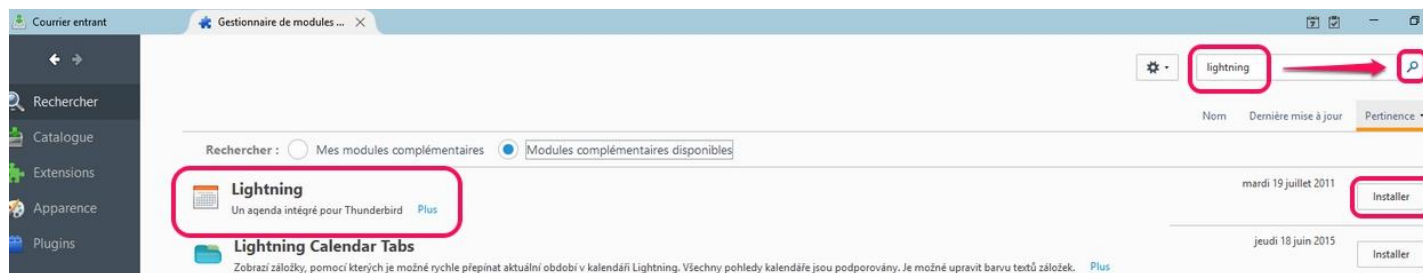 Courrier entrant
Gestionnaire de modules ...
lightning
Rechercher
Nom Dernière mise à jour Pertinence
Catalogue
Rechercher : Mes modules complémentaires Modules complémentaires disponibles
Extensions
Lightning
mardi 19 juillet 2011
Installer
Un agenda intégré pour Thunderbird Plus
Apparence
Plugins
Lightning Calendar Tabs
jeudi 18 juin 2015
Installer
Zobrazí záložky, pomocí kterých je možné rychle přepínat aktuální období v kalendáři Lightning. Všechny pohledy kalendáře jsou podporovány. Je možné upravit barvu textů záložek. Plus